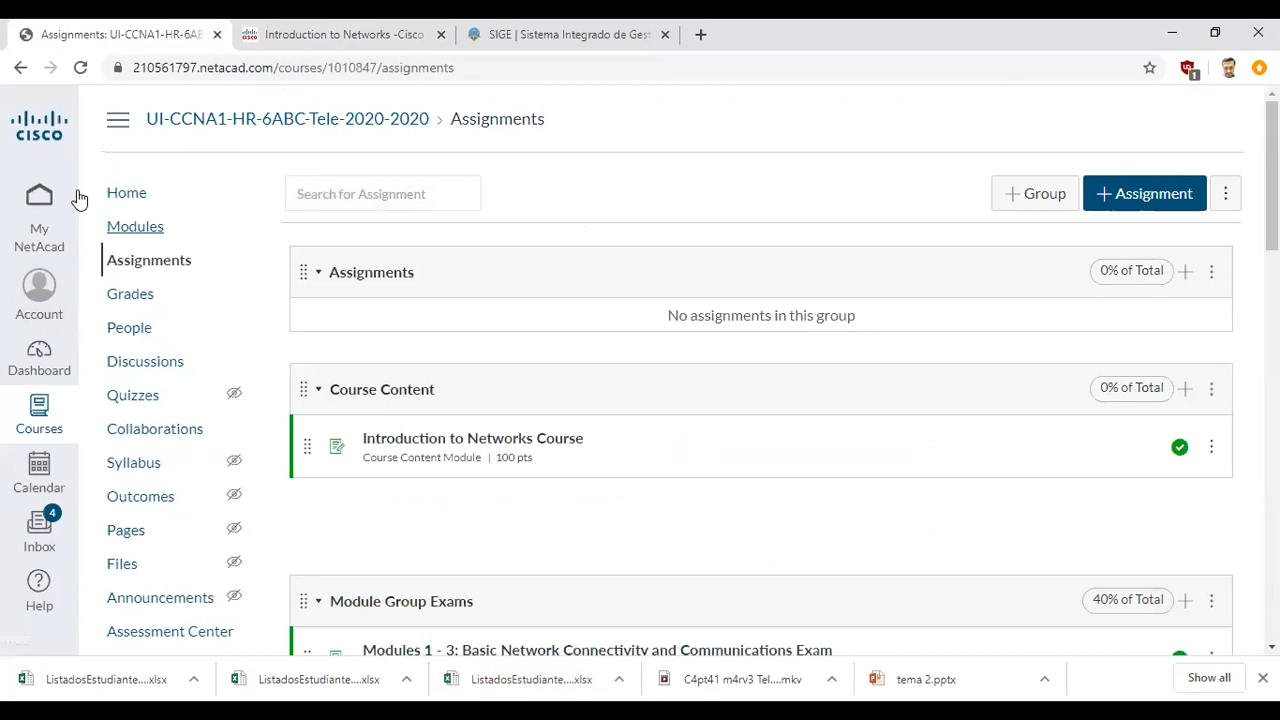 Assignments: UI-CCNA1-HR-6AB
Introduction to Networks -Cisco
SIGE | Sistema Integrado de Gest
210561797.netacad.com/courses/1010847/assignments
1
CISCO
UI-CCNA1-HR-6ABC-Tele-2020-2020 > Assignments
My NetAcad
Account
Dashboard
Courses
Calendar
4
Inbox
Help
Home
Modules
Assignments
Grades
People
Discussions
Quizzes
Collaborations
Syllabus
Outcomes
Pages
Files
Announcements
Assessment Center
Search for Assignment
+ Group
+ Assignment
Assignments
0% of Total
No assignments in this group
Course Content
0% of Total
Introduction to Networks Course
Course Content Module | 100 pts
Module Group Exams
40% of Total
Modules 1 - 3: Basic Network Connectivity and Communications Exam
ListadosEstudiante....xlsx
ListadosEstudiante....xlsx
ListadosEstudiante....xlsx
C4pt41 m4rv3 Tel....mkv
tema 2.pptx
Show all